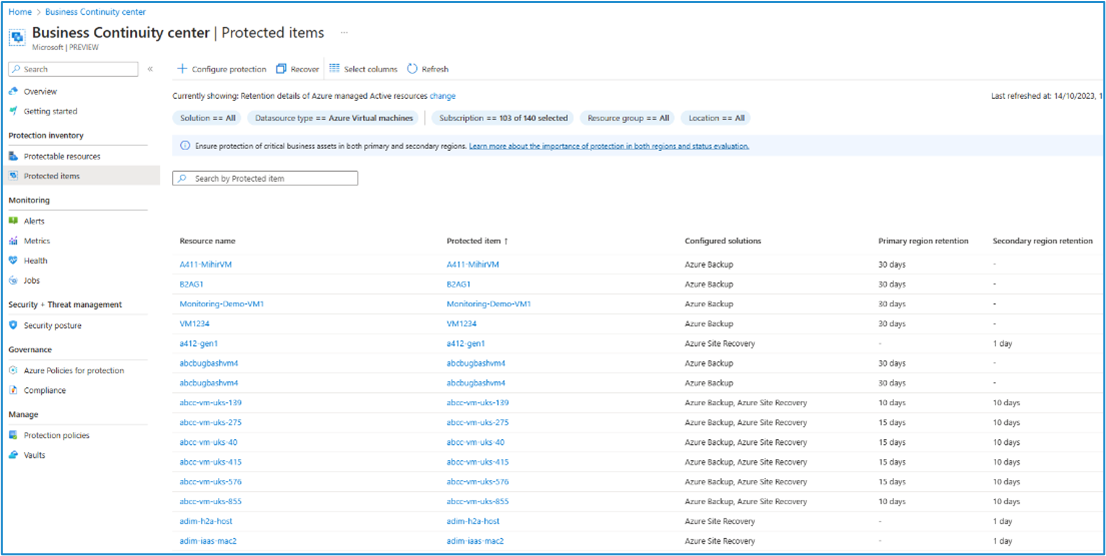 Home > Business Continuity center
Business Continuity center | Protected items ...
Microsoft | PREVIEW
Search
«
Overview
Getting started
Protection inventory
Protectable resources
Protected items
Monitoring
Alerts
Metrics
Health
Jobs
Security + Threat management
Security posture
Governance
Azure Policies for protection
Compliance
Manage
Protection policies
Vaults
Configure protection Recover Select columns Refresh
Currently showing: Retention details of Azure managed Active resources change Last refreshed at: 14/10/2023, 1
Solution == All Datasource type == Azure Virtual machines Subscription == 103 of 140 selected Resource group == All Location == All
Ensure protection of critical business assets in both primary and secondary regions. Learn more about the importance of protection in both regions and status evaluation.
Search by Protected item
Resource name Protected item ↑ Configured solutions Primary region retention Secondary region retention
A411-MihirVM A411-MihirVM Azure Backup 30 days -
B2AG1 B2AG1 Azure Backup 30 days -
Monitoring-Demo-VM1 Monitoring-Demo-VM1 Azure Backup 30 days -
VM1234 VM1234 Azure Backup 30 days -
a412-gen1 a412-gen1 Azure Site Recovery - 1 day
abcbugbashvm4 abcbugbashvm4 Azure Backup 30 days -
abcbugbashvm4 abcbugbashvm4 Azure Backup 30 days -
abcc-vm-uks-139 abcc-vm-uks-139 Azure Backup, Azure Site Recovery 10 days 10 days
abcc-vm-uks-275 abcc-vm-uks-275 Azure Backup, Azure Site Recovery 15 days 10 days
abcc-vm-uks-40 abcc-vm-uks-40 Azure Backup, Azure Site Recovery 15 days 10 days
abcc-vm-uks-415 abcc-vm-uks-415 Azure Backup, Azure Site Recovery 15 days 10 days
abcc-vm-uks-576 abcc-vm-uks-576 Azure Backup, Azure Site Recovery 15 days 10 days
abcc-vm-uks-855 abcc-vm-uks-855 Azure Backup, Azure Site Recovery 10 days 10 days
adim-h2a-host adim-h2a-host Azure Site Recovery - 1 day
adim-iaas-mac2 adim-iaas-mac2 Azure Site Recovery - 1 day